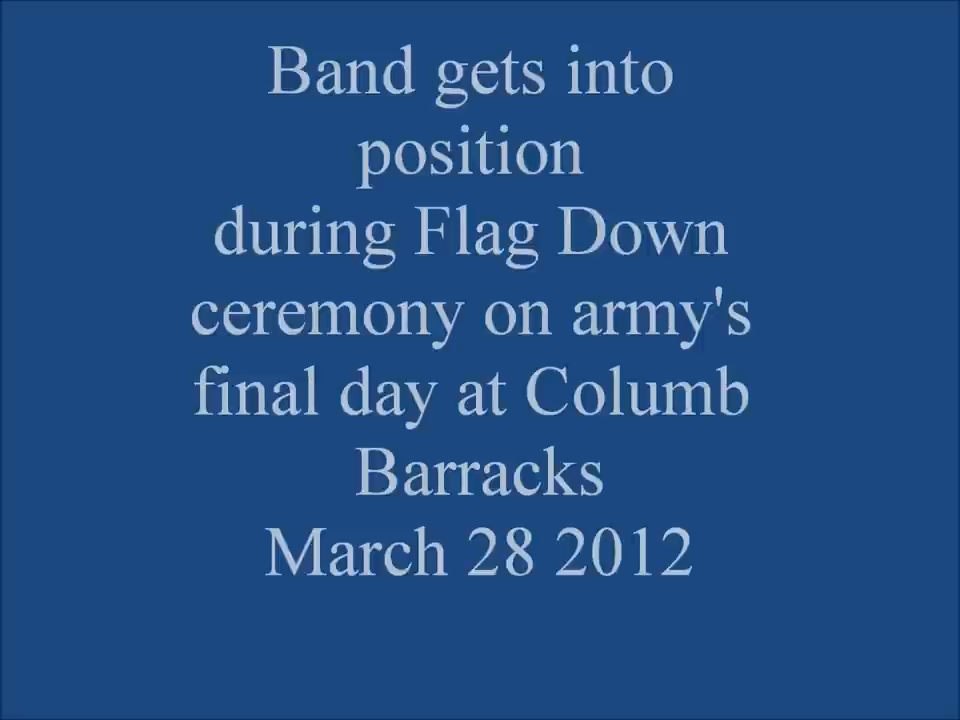 Band gets into
position
during Flag Down
ceremony on army's
final day at Columb
Barracks
March 28 2012